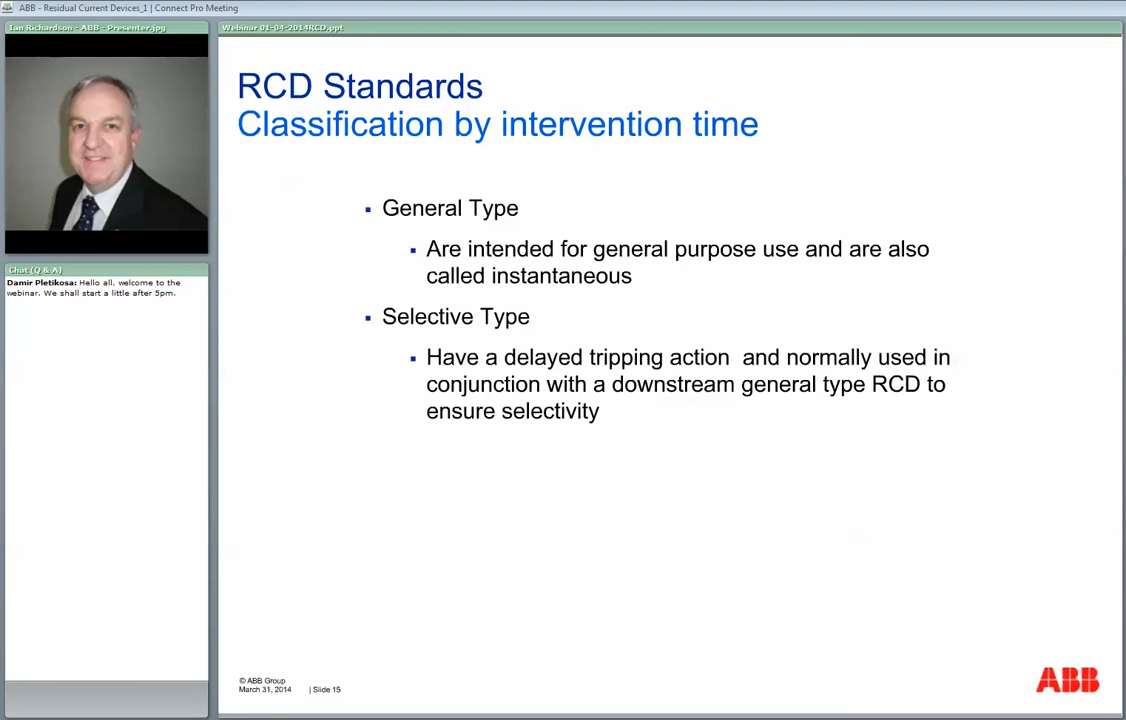 ABB - Residual Current Devices_1 | Connect Pro Meeting
Ian Richardson - ABB - Presenter.jpg
Webinar 01-04-2014RCD.ppt
RCD Standards
Classification by intervention time
▪ General Type
▪ Are intended for general purpose use and are also
called instantaneous
▪ Selective Type
▪ Have a delayed tripping action and normally used in
conjunction with a downstream general type RCD to
ensure selectivity
Chat (Q & A)
Damir Pletikosa: Hello all, welcome to the
webinar. We shall start a little after 5pm.
© ABB Group
March 31, 2014 | Slide 15
ABB